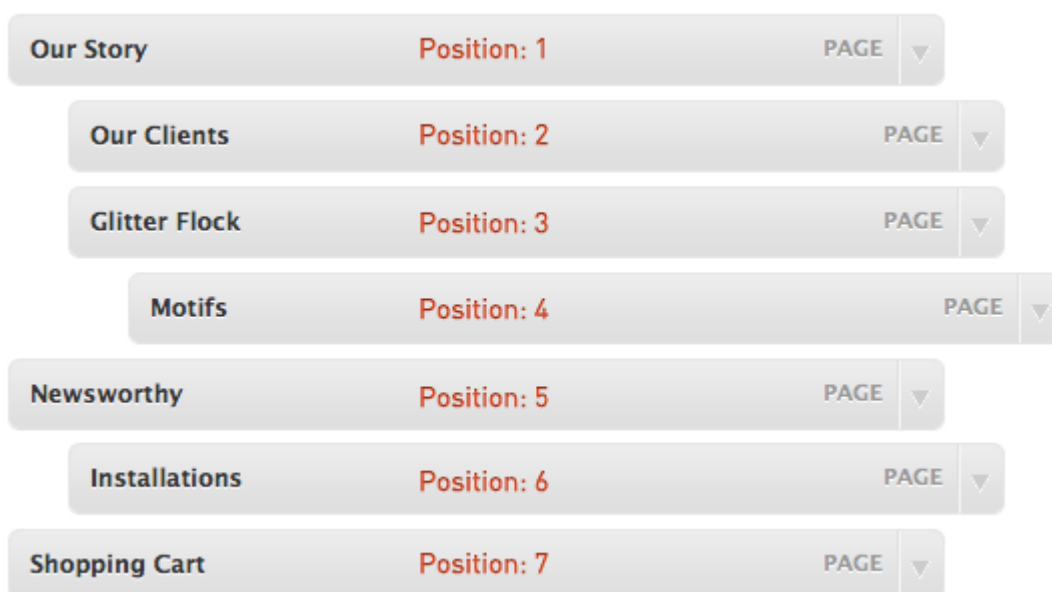 Our Story Position: 1 PAGE
Our Clients Position: 2 PAGE
Glitter Flock Position: 3 PAGE
Motifs Position: 4 PAGE
Newsworthy Position: 5 PAGE
Installations Position: 6 PAGE
Shopping Cart Position: 7 PAGE